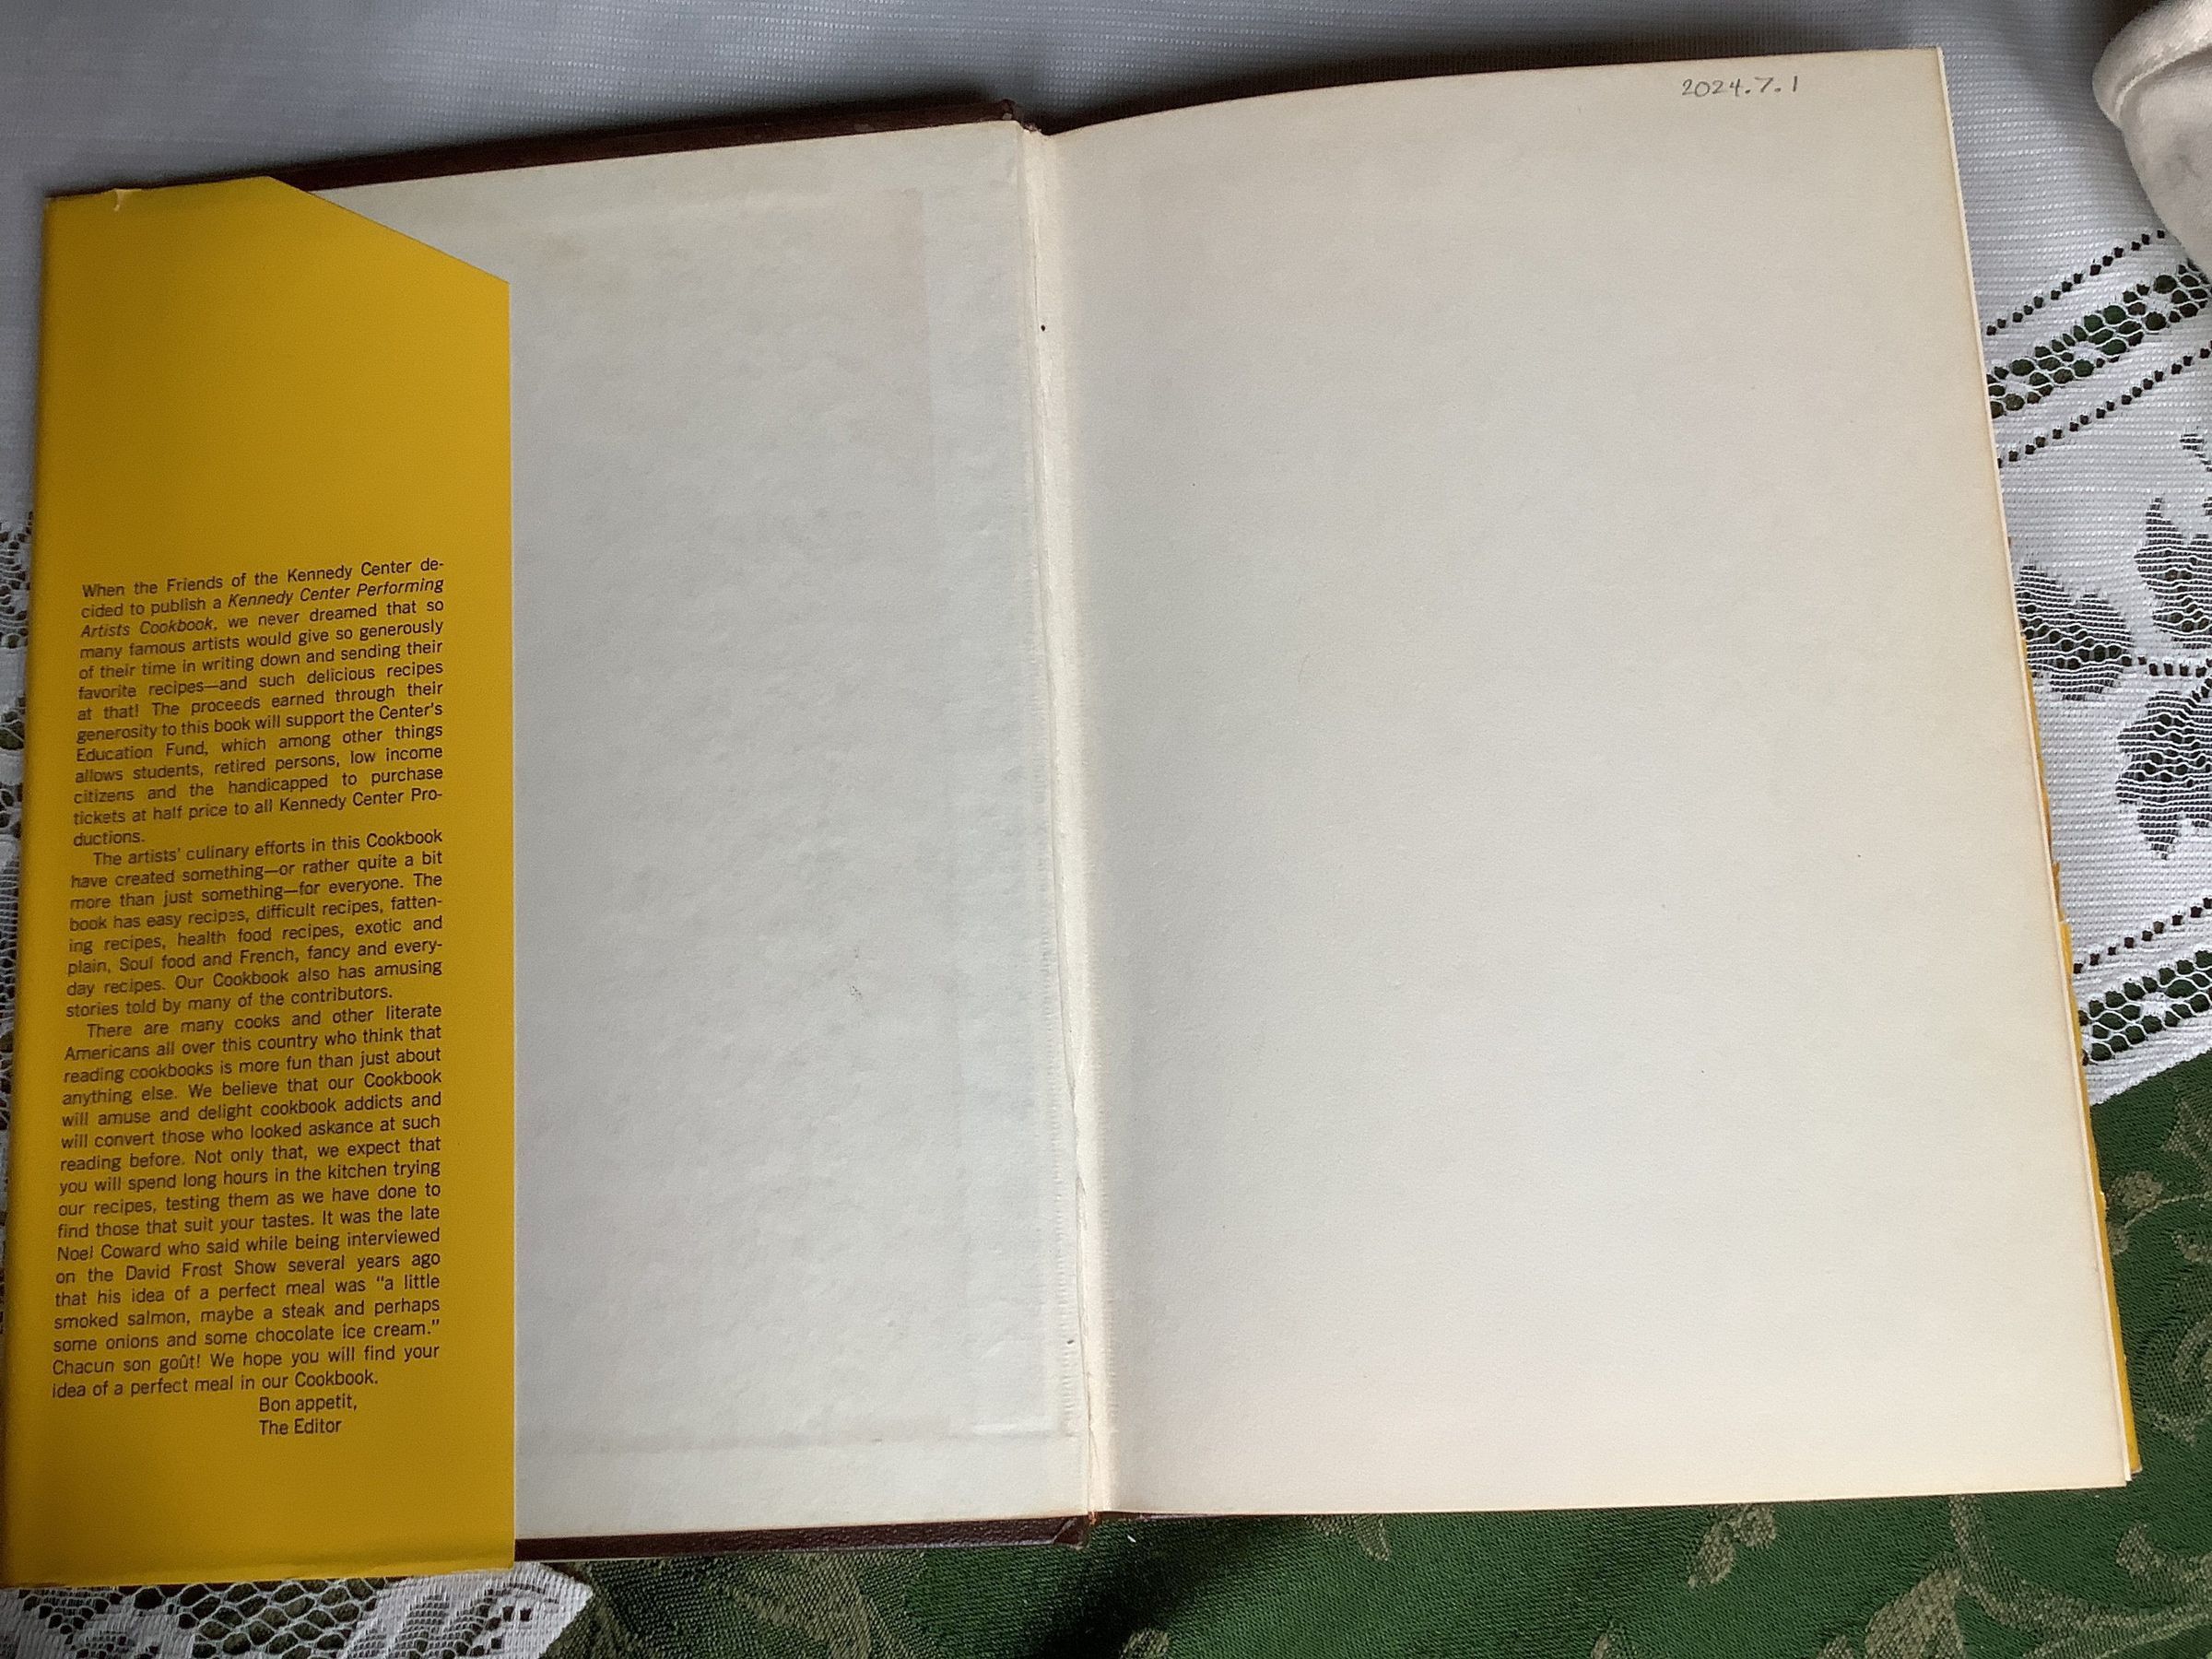 When the Friends of the Kennedy Center de-
cided to publish a Kennedy Center Performing
Artists Cookbook, we never dreamed that so
many famous artists would give so generously
of their time in writing down and sending their
favorite recipes—and such delicious recipes
at that! The proceeds earned through their
generosity to this book will support the Center's
Education Fund, which among other things
allows students, retired persons, low income
citizens and the handicapped to purchase
tickets at half price to all Kennedy Center Pro-
ductions.
The artists' culinary efforts in this Cookbook
have created something—or rather quite a bit
more than just something—for everyone. The
book has easy recipes, difficult recipes, fatten-
ing recipes, health food recipes, exotic and
plain, Soul food and French, fancy and every-
day recipes. Our Cookbook also has amusing
stories told by many of the contributors.
There are many cooks and other literate
Americans all over this country who think that
reading cookbooks is more fun than just about
anything else. We believe that our Cookbook
will amuse and delight cookbook addicts and
will convert those who looked askance at such
reading before. Not only that, we expect that
you will spend long hours in the kitchen trying
our recipes, testing them as we have done to
find those that suit your tastes. It was the late
Noel Coward who said while being interviewed
on the David Frost Show several years ago
that his idea of a perfect meal was "a little
smoked salmon, maybe a steak and perhaps
some onions and some chocolate ice cream."
Chacun son goût! We hope you will find your
idea of a perfect meal in our Cookbook.
Bon appetit,
The Editor
2024.7.1